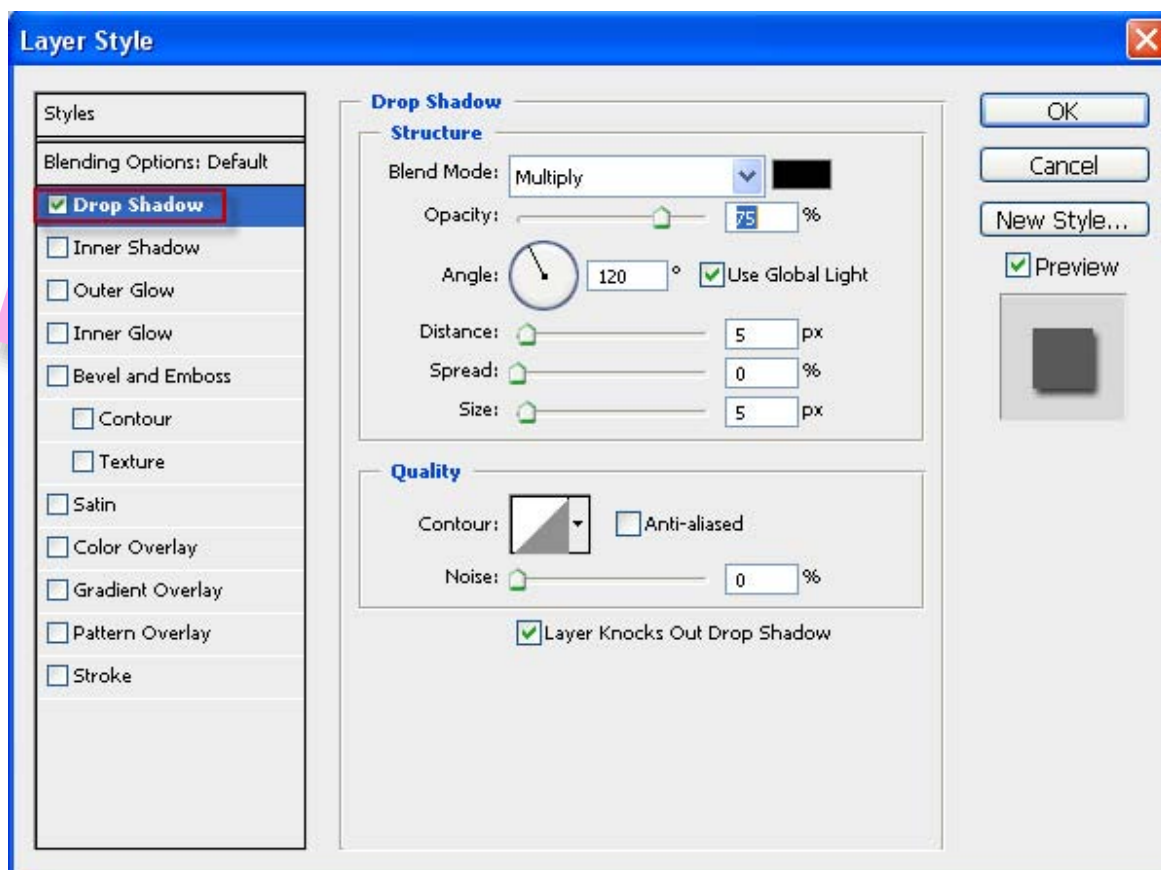 Layer Style
Styles
Blending Options: Default
Drop Shadow
Inner Shadow
Outer Glow
Inner Glow
Bevel and Emboss
Contour
Texture
Satin
Color Overlay
Gradient Overlay
Pattern Overlay
Stroke
Drop Shadow
Structure
Blend Mode: Multiply
Opacity: 75 %
Angle: 120 ° Use Global Light
Distance: 5 px
Spread: 0 %
Size: 5 px
Quality
Contour: Anti-aliased
Noise: 0 %
Layer Knocks Out Drop Shadow
OK
Cancel
New Style...
Preview